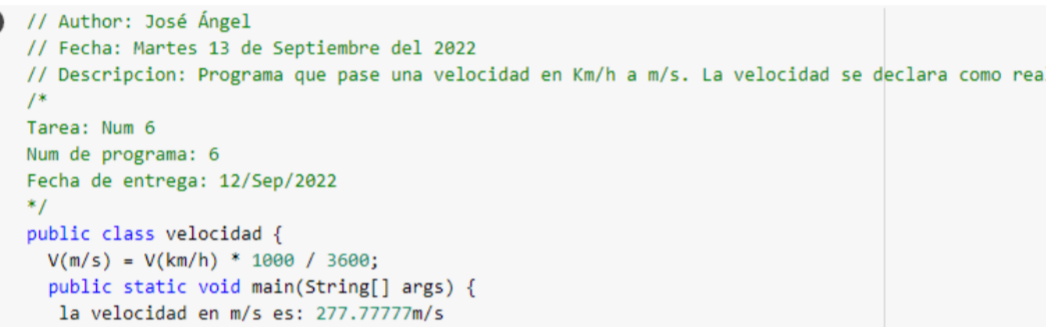 // Author: José Ángel
// Fecha: Martes 13 de Septiembre del 2022
// Descripcion: Programa que pase una velocidad en Km/h a m/s. La velocidad se declara como rea
/*
Tarea: Num 6
Num de programa: 6
Fecha de entrega: 12/Sep/2022
*/
public class velocidad {
V(m/s) = V(km/h) * 1000 / 3600;
public static void main(String[] args) {
la velocidad en m/s es: 277.77777m/s